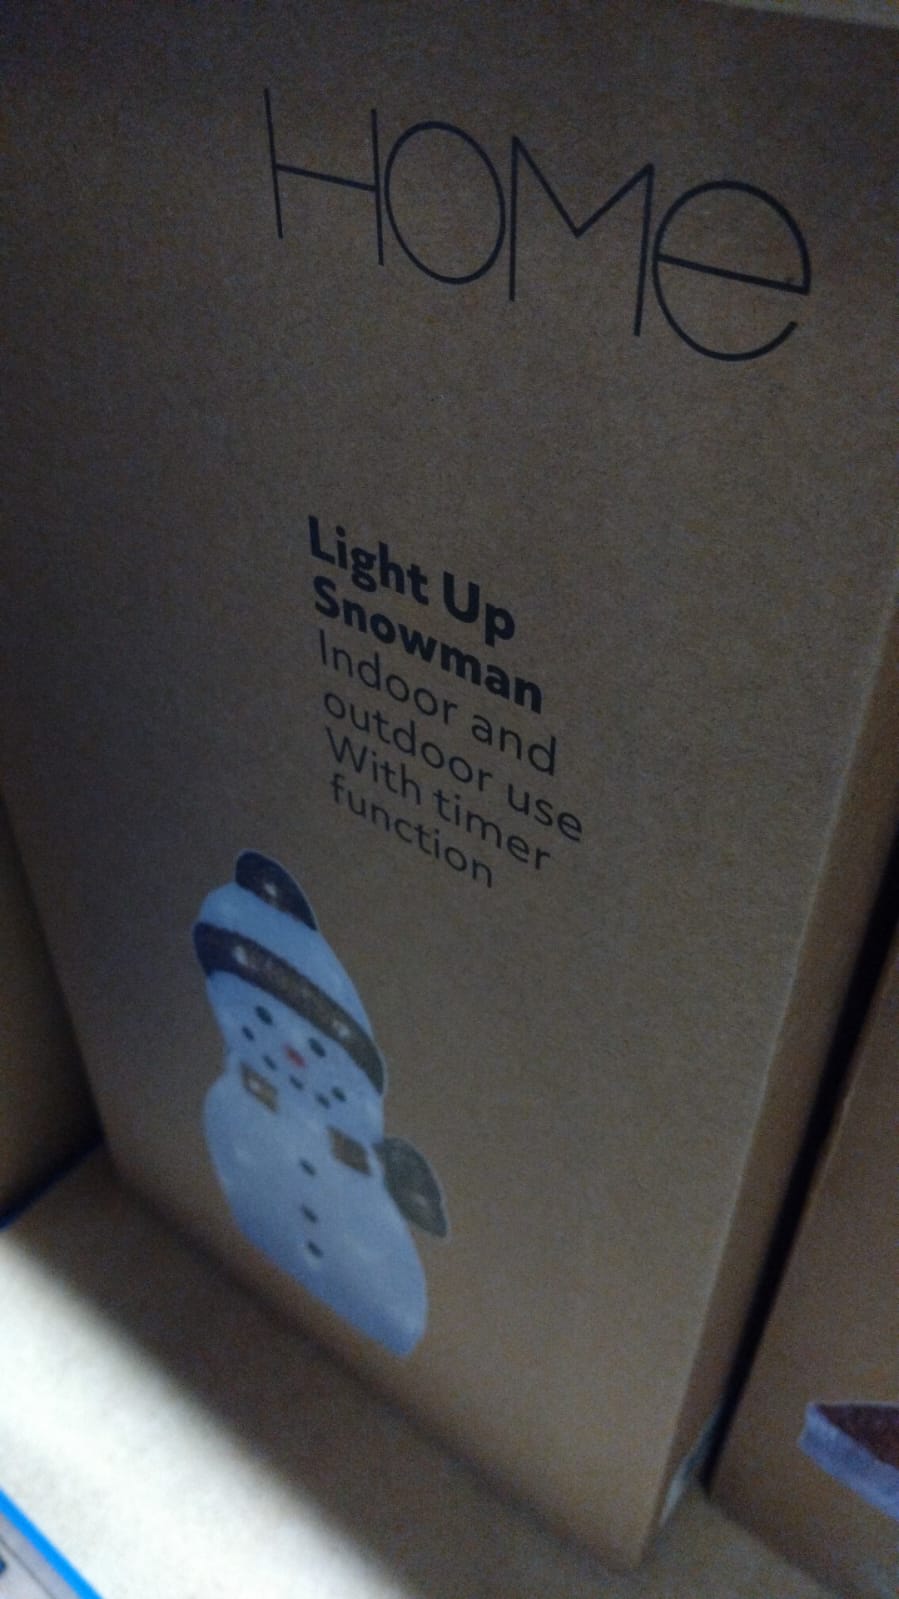 HOMe
Light Up
Snowman
Indoor and
outdoor use
With timer
function